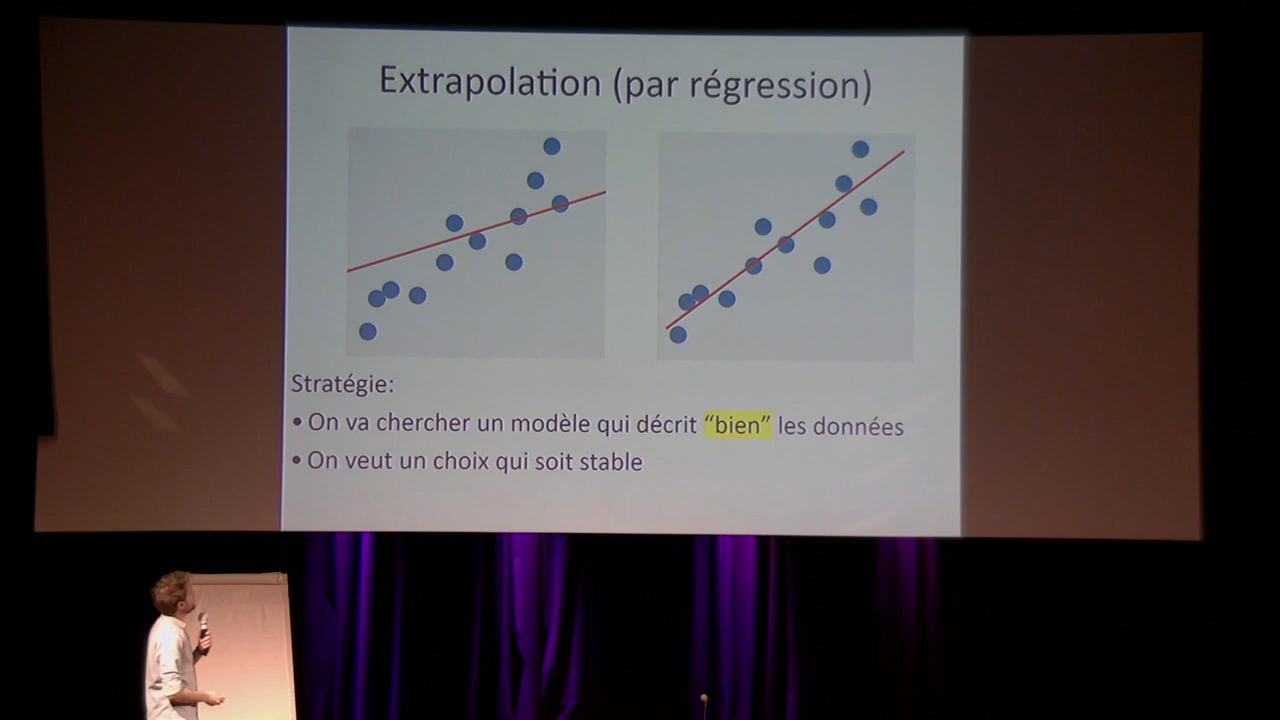 Extrapolation (par régression)
Stratégie:
• On va chercher un modèle qui décrit “bien” les données
• On veut un choix qui soit stable